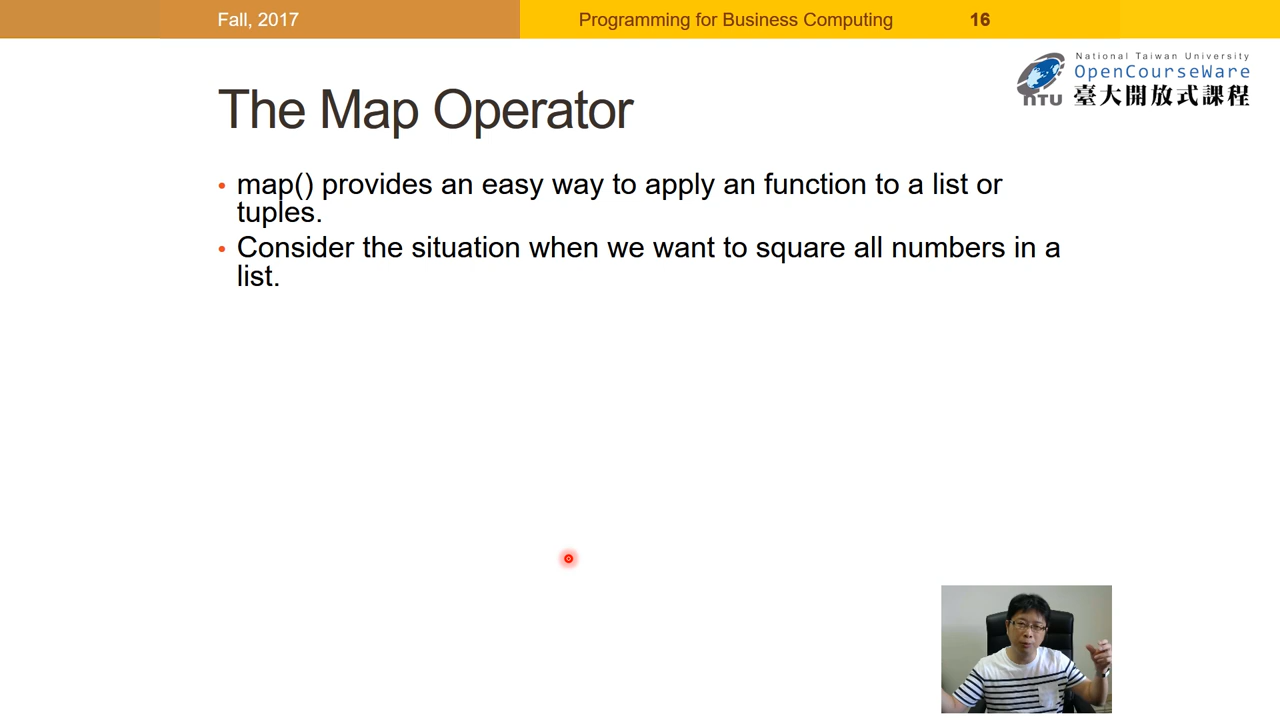 Fall, 2017
Programming for Business Computing
16
National Taiwan University
OpenCourseWare
NTU 臺大開放式課程
The Map Operator
• map() provides an easy way to apply an function to a list or
tuples.
• Consider the situation when we want to square all numbers in a
list.